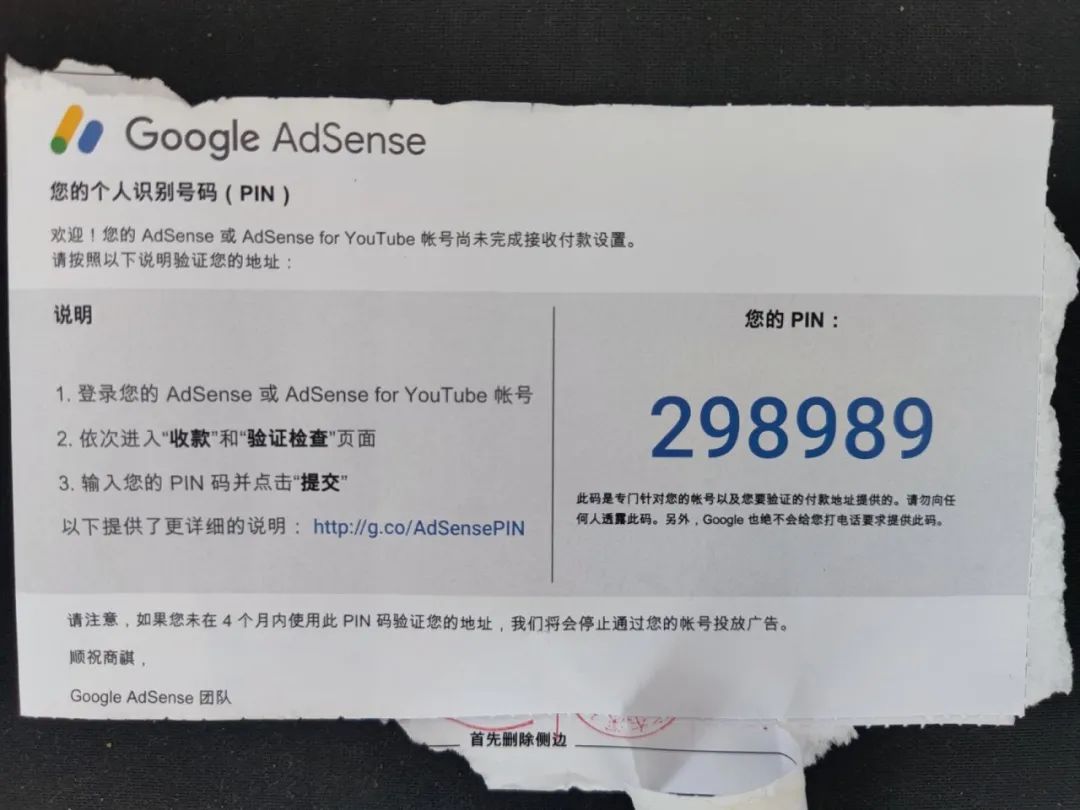 Google AdSense
您的个人识别号码（PIN）
欢迎！您的 AdSense 或 AdSense for YouTube 帐号尚未完成接收付款设置。
请按照以下说明验证您的地址：
说明
1. 登录您的 AdSense 或 AdSense for YouTube 帐号
2. 依次进入“收款”和“验证检查”页面
3. 输入您的 PIN 码并点击“提交”
以下提供了更详细的说明： http://g.co/AdSensePIN
您的 PIN：
298989
此码是专门针对您的帐号以及您要验证的付款地址提供的。请勿向任
何人透露此码。另外，Google 也绝不会给您打电话要求提供此码。
请注意，如果您未在 4 个月内使用此 PIN 码验证您的地址，我们将会停止通过您的帐号投放广告。
顺祝商祺，
Google AdSense 团队
首先删除侧边